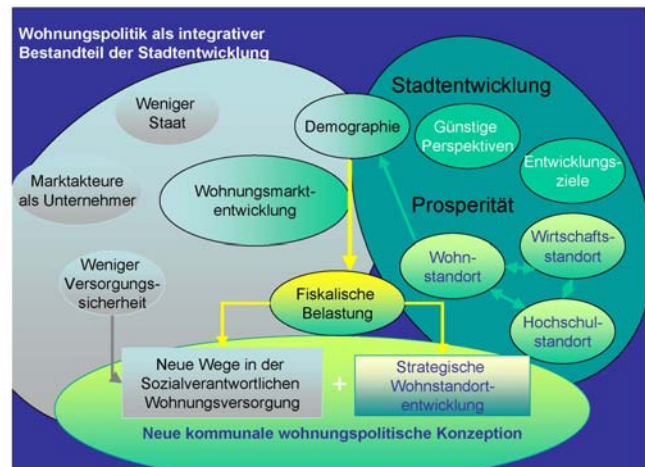 Wohnungspolitik als integrativer
Bestandteil der Stadtentwicklung
Stadtentwicklung
Weniger
Staat
Demographie
Günstige
Perspektiven
Entwicklungs-
ziele
Marktakteure
als Unternehmer
Wohnungsmarkt-
entwicklung
Prosperität
Wirtschafts-
standort
Wohn-
standort
Weniger
Versorgungs-
sicherheit
Fiskalische
Belastung
Hochschul-
standort
Neue Wege in der
Sozialverantwortlichen
Wohnungsversorgung
+
Strategische
Wohnstandort-
entwicklung
Neue kommunale wohnungspolitische Konzeption